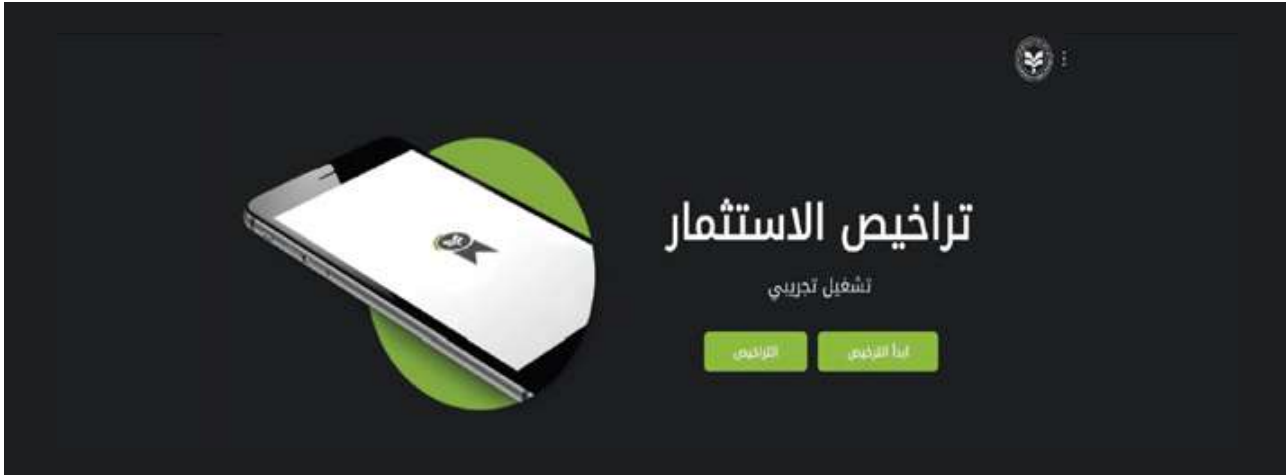 تراخيص الاستثمار
تشغيل تجريبي
ابدأ الترخيص
التراخيص